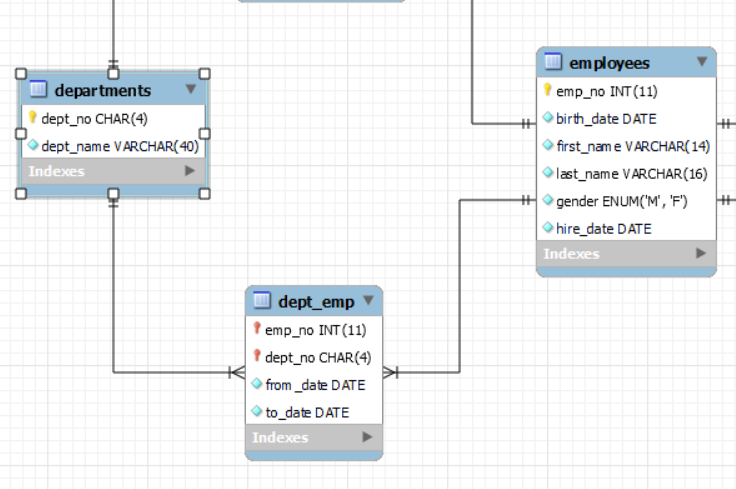 departments
dept_no CHAR(4)
dept_name VARCHAR(40)
Indexes
employees
emp_no INT(11)
birth_date DATE
first_name VARCHAR(14)
last_name VARCHAR(16)
gender ENUM('M', 'F')
hire_date DATE
Indexes
dept_emp
emp_no INT(11)
dept_no CHAR(4)
from_date DATE
to_date DATE
Indexes